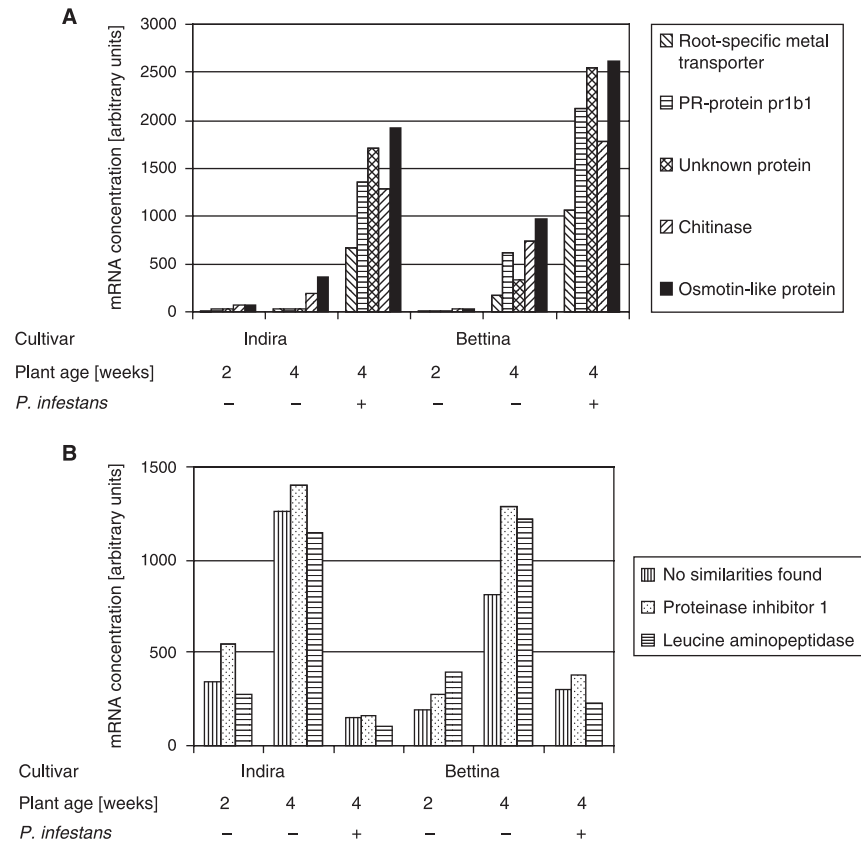 A
mRNA concentration [arbitrary units]
3000
2500
2000
1500
1000
500
0
Root-specific metal
transporter
PR-protein pr1b1
Unknown protein
Chitinase
Osmotin-like protein
Cultivar Indira Bettina
Plant age [weeks] 2 4 4 2 4 4
P. infestans – – + – – +
B
mRNA concentration [arbitrary units]
1500
1000
500
0
No similarities found
Proteinase inhibitor 1
Leucine aminopeptidase
Cultivar Indira Bettina
Plant age [weeks] 2 4 4 2 4 4
P. infestans – – + – – +